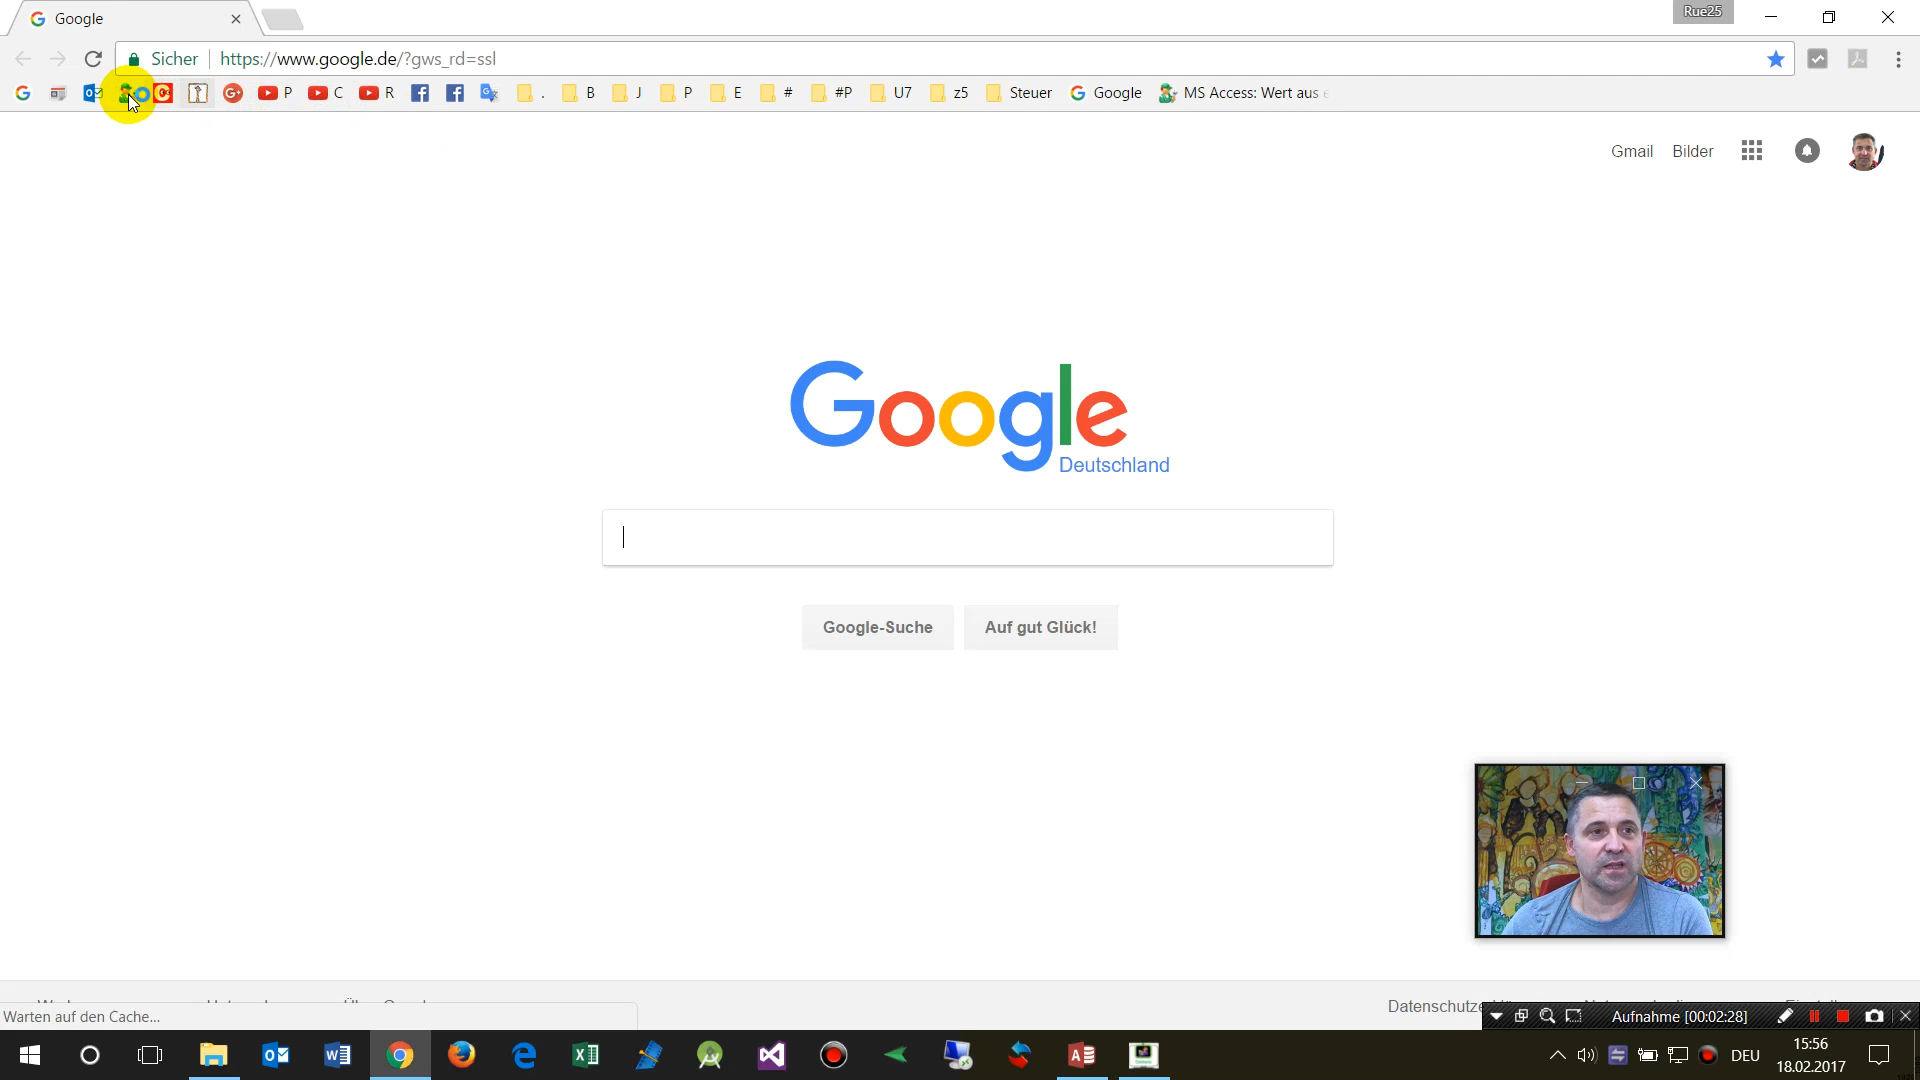 Google
Rue25
Sicher
https://www.google.de/?gws_rd=ssl
P
C
R
.
B
J
P
E
#
#P
U7
z5
Steuer
Google
MS Access: Wert aus
Gmail
Bilder
Google
Deutschland
Google-Suche
Auf gut Glück!
Warten auf den Cache...
Aufnahme [00:02:28]
DEU
15:56
18.02.2017